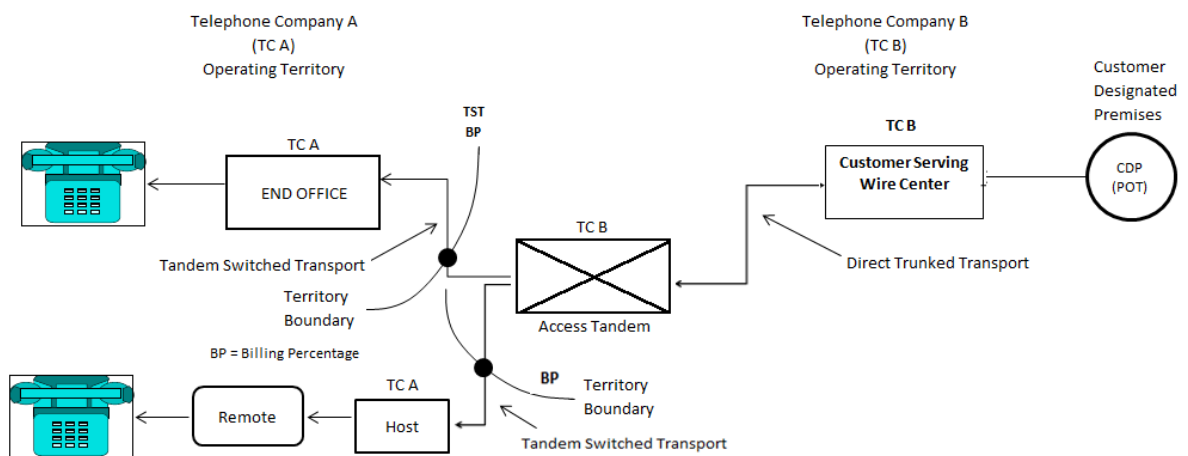 Telephone Company A
(TC A)
Operating Territory
Telephone Company B
(TC B)
Operating Territory
Customer
Designated
Premises
TST
BP
TC A
END OFFICE
TC B
Customer Serving
Wire Center
CDP
(POT)
TC B
Tandem Switched Transport
Direct Trunked Transport
Territory
Boundary
Access Tandem
BP = Billing Percentage
TC A
BP
Territory
Boundary
Remote
Host
Tandem Switched Transport